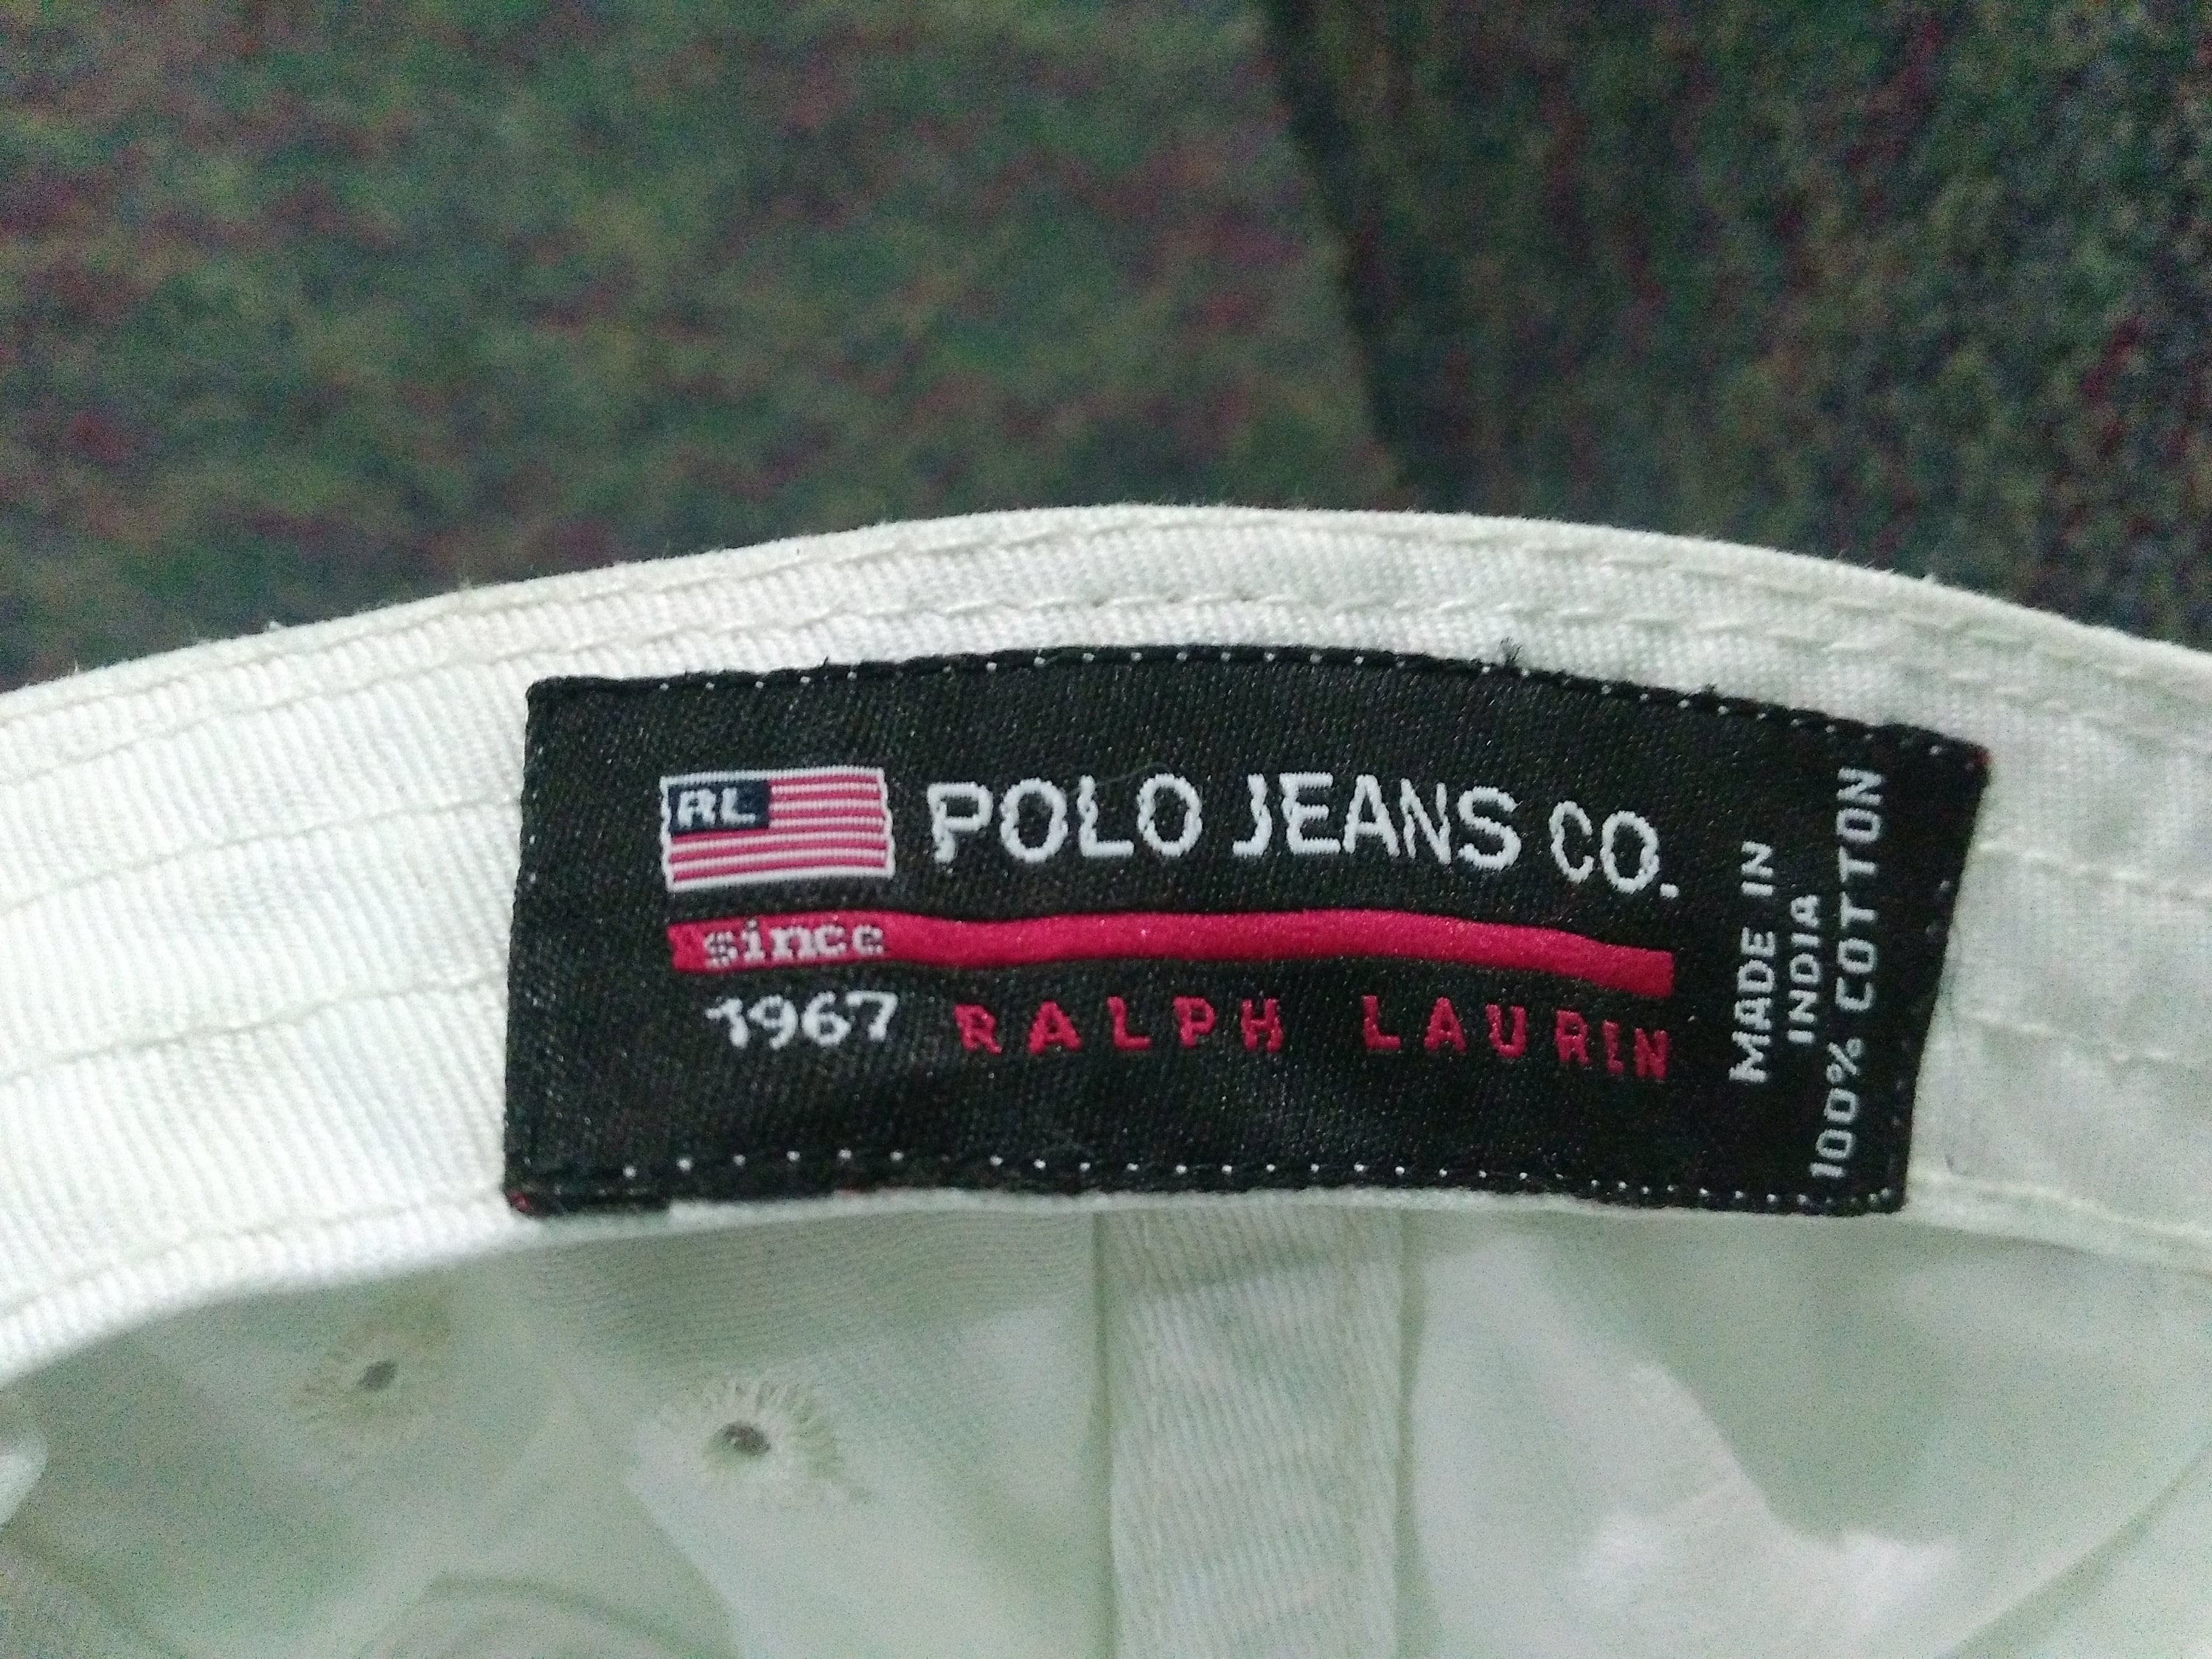 RL
POLO JEANS CO.
since
1967 RALPH LAUREN
MADE IN
INDIA
100% COTTON